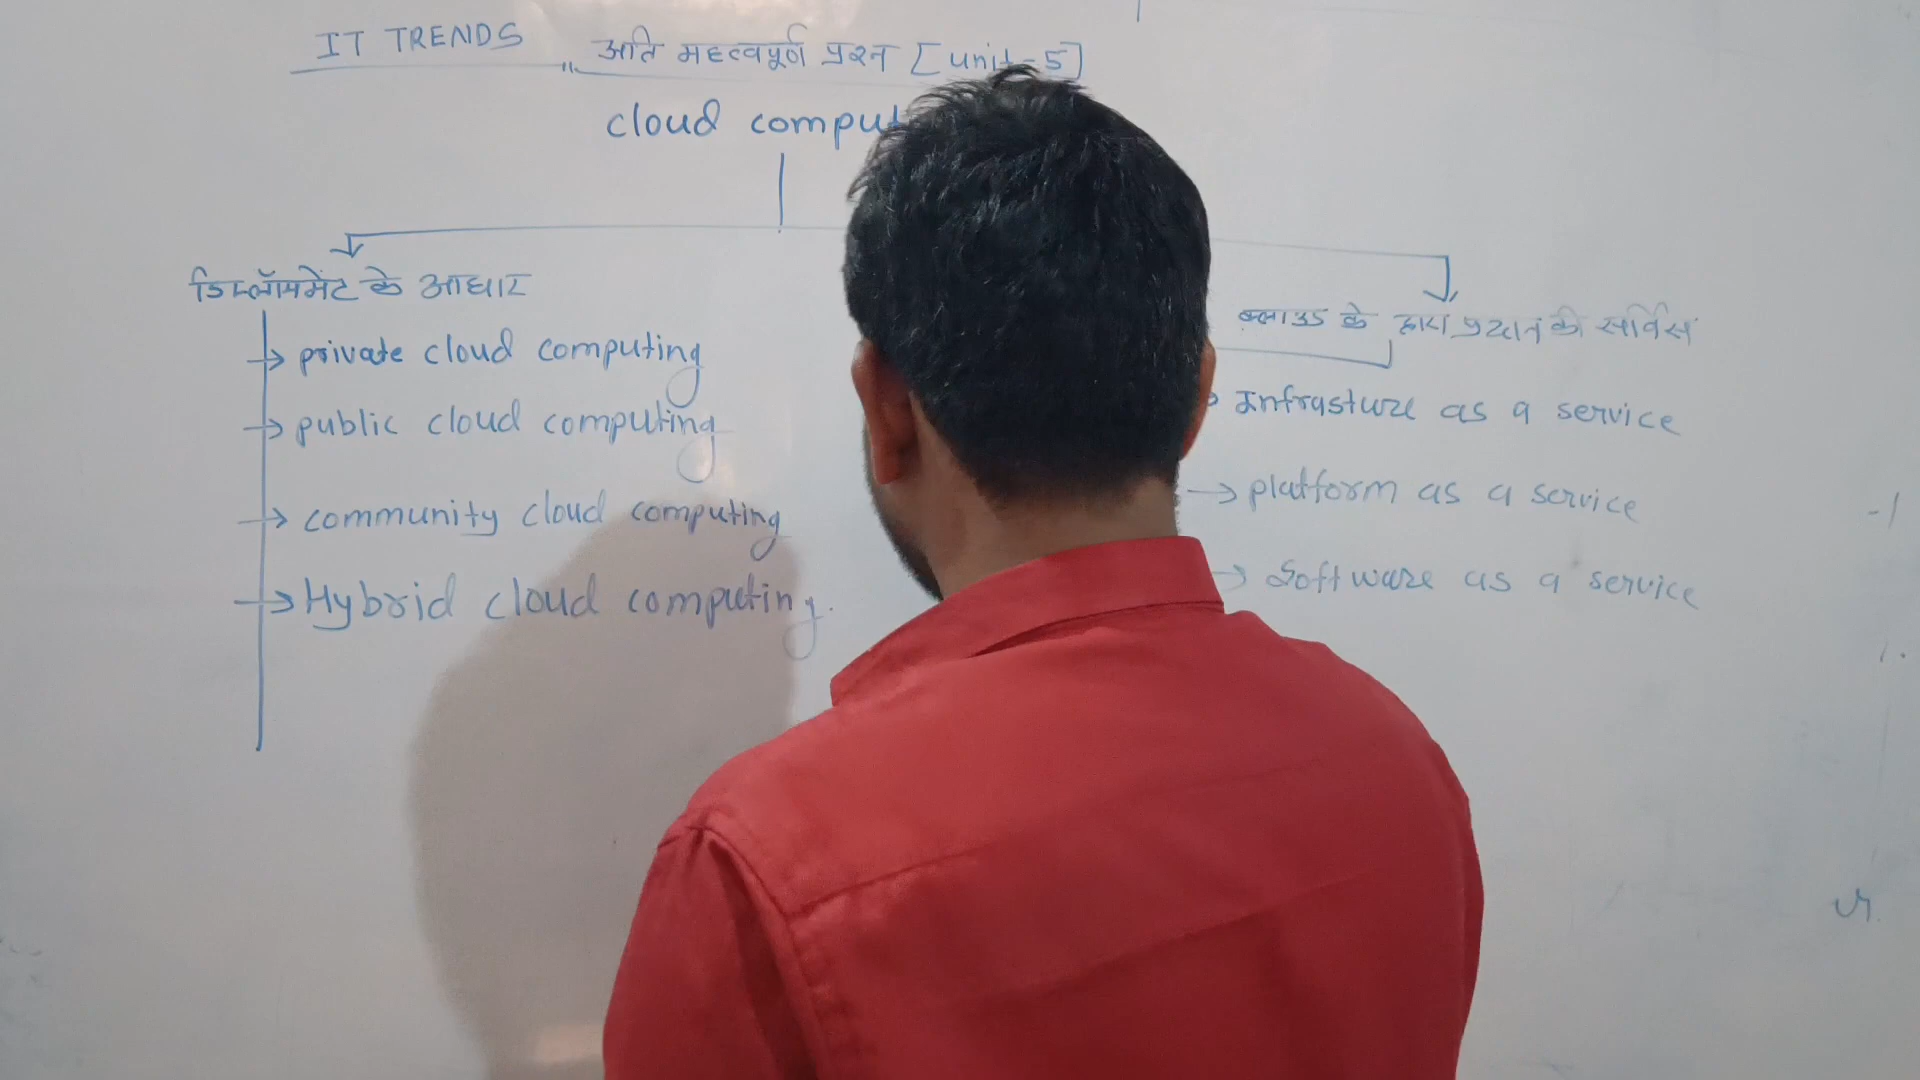 IT TRENDS
अति महत्वपूर्ण प्रश्न [unit-5]
cloud comput
डिप्लॉयमेंट के आधार
private cloud computing
public cloud computing
community cloud computing
Hybrid cloud computing.
क्लाउड के द्वारा प्रदान की सर्विस
Infrasture as a service
platform as a service
Software as a service